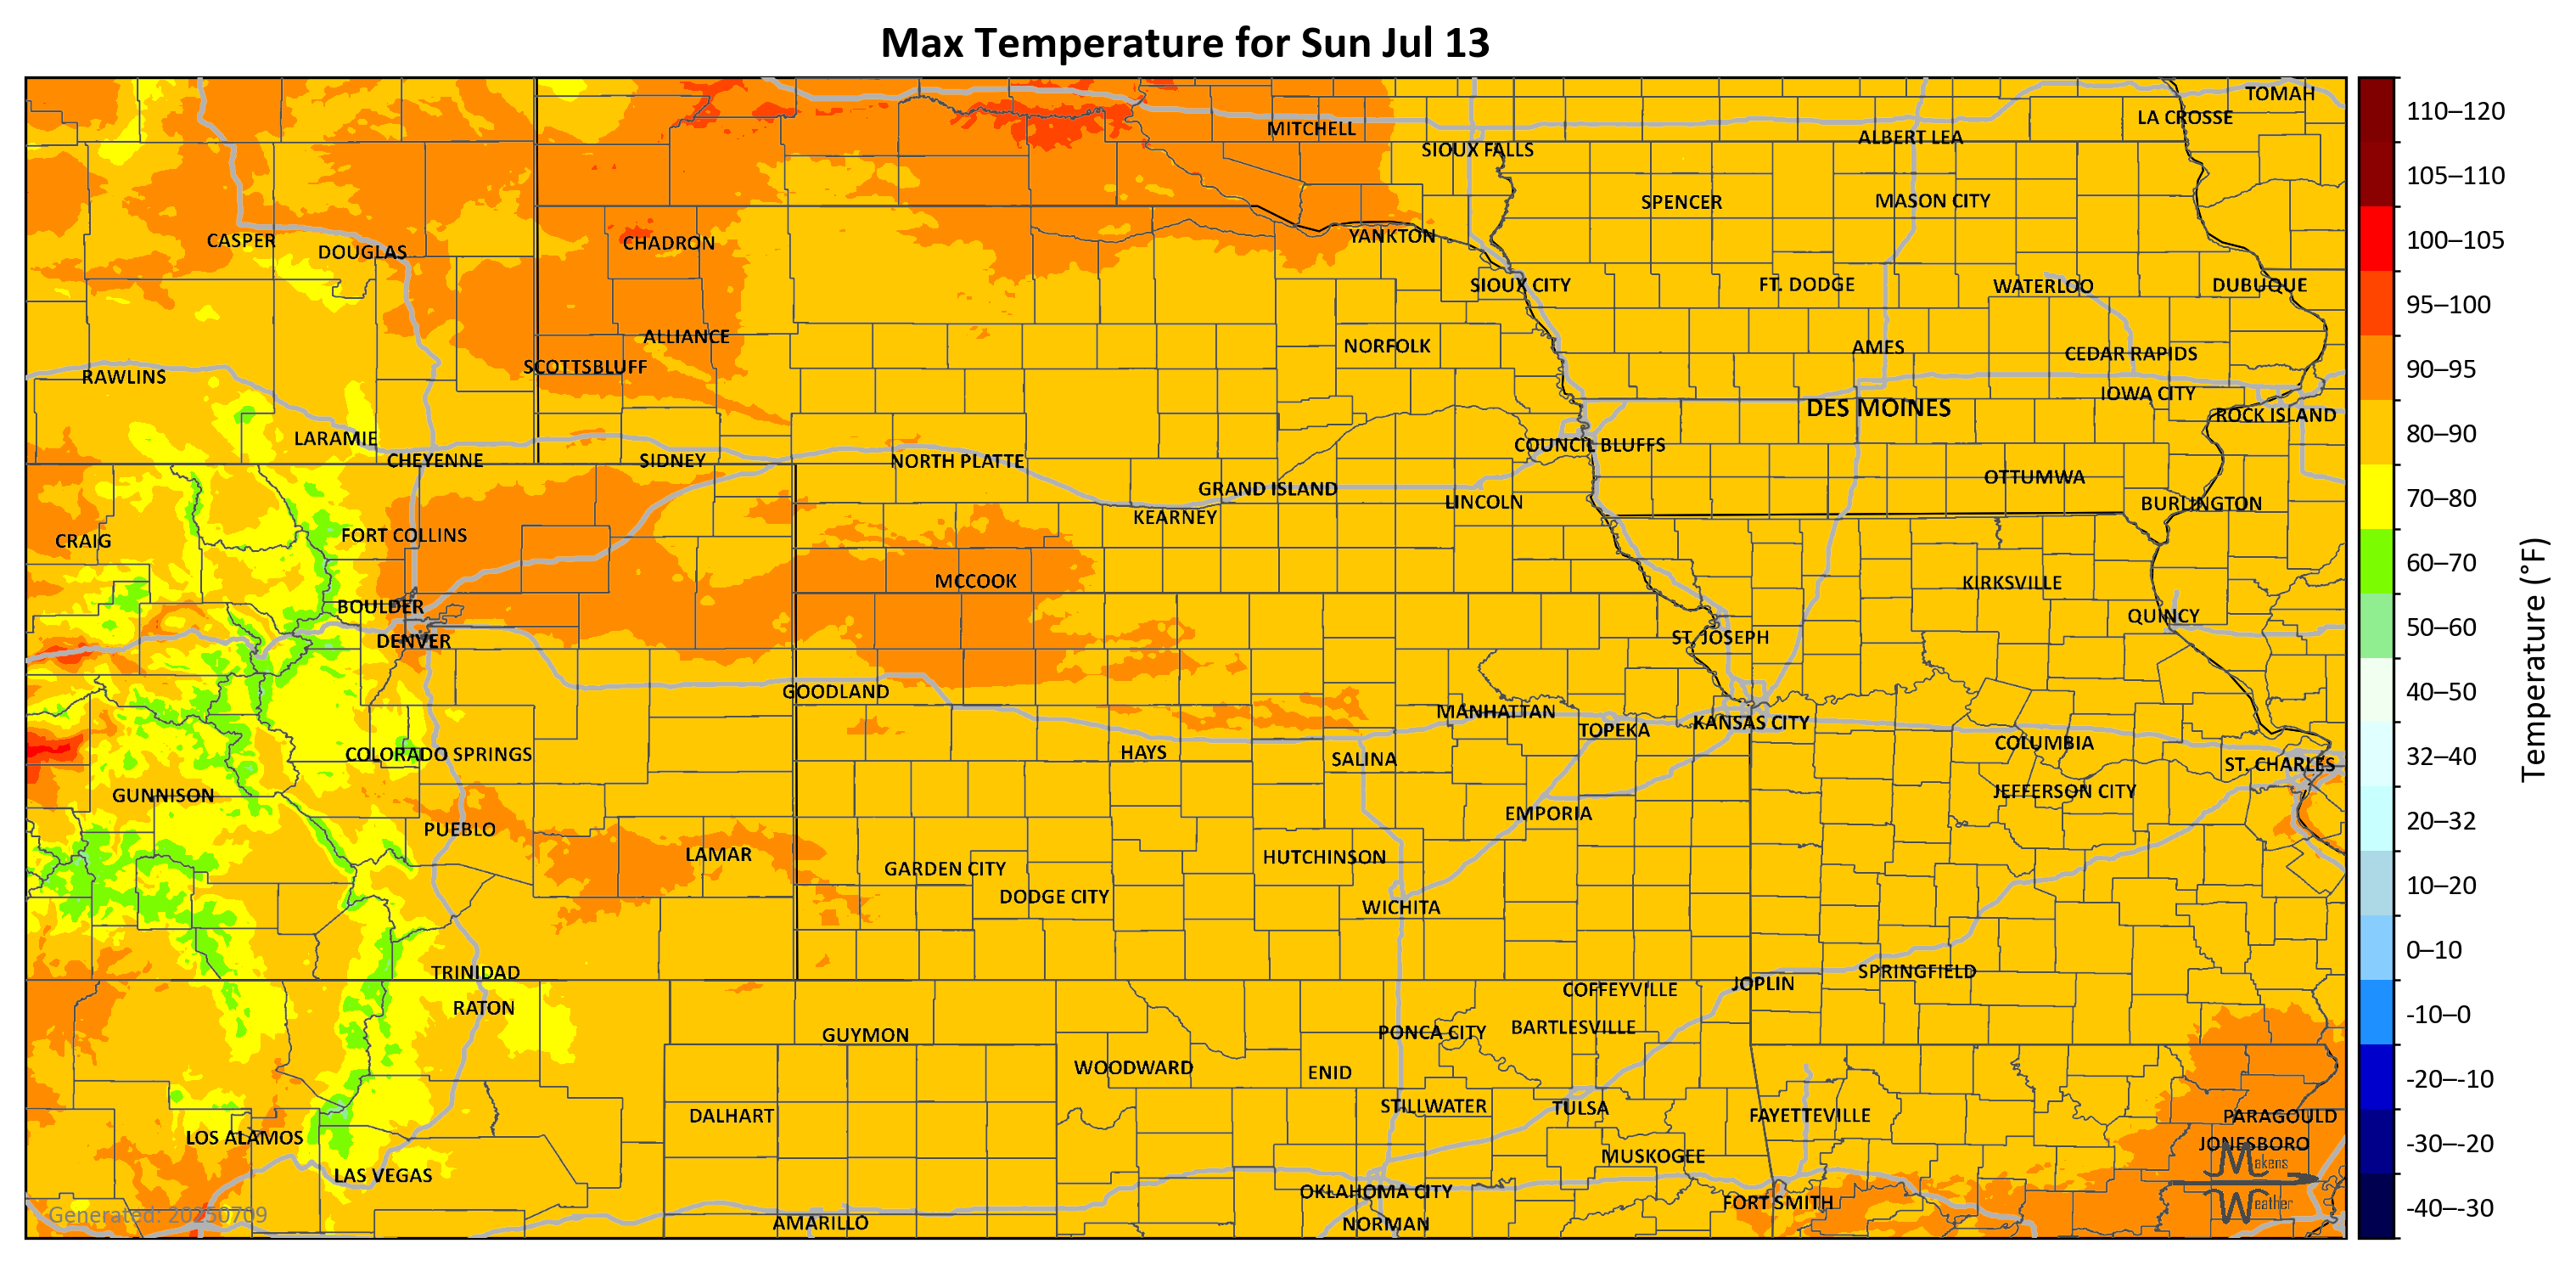 Max Temperature for Sun Jul 13
TOMAH
LA CROSSE
MITCHELL
ALBERT LEA
SIOUX FALLS
SPENCER
MASON CITY
CASPER
DOUGLAS
CHADRON
YANKTON
SIOUX CITY
FT. DODGE
WATERLOO
DUBUQUE
ALLIANCE
NORFOLK
AMES
CEDAR RAPIDS
SCOTTSBLUFF
RAWLINS
IOWA CITY
DES MOINES
ROCK ISLAND
LARAMIE
COUNCIL BLUFFS
CHEYENNE
SIDNEY
NORTH PLATTE
OTTUMWA
GRAND ISLAND
LINCOLN
BURLINGTON
KEARNEY
FORT COLLINS
CRAIG
MCCOOK
KIRKSVILLE
BOULDER
QUINCY
DENVER
ST. JOSEPH
GOODLAND
MANHATTAN
TOPEKA
KANSAS CITY
COLUMBIA
COLORADO SPRINGS
HAYS
SALINA
ST. CHARLES
GUNNISON
JEFFERSON CITY
EMPORIA
PUEBLO
LAMAR
HUTCHINSON
GARDEN CITY
DODGE CITY
WICHITA
TRINIDAD
SPRINGFIELD
JOPLIN
COFFEYVILLE
RATON
BARTLESVILLE
PONCA CITY
GUYMON
WOODWARD
ENID
STILLWATER
TULSA
DALHART
FAYETTEVILLE
PARAGOULD
LOS ALAMOS
JONESBORO
MUSKOGEE
Makens
LAS VEGAS
OKLAHOMA CITY
FORT SMITH
Weather
Generated: 20250709
AMARILLO
NORMAN
110–120
105–110
100–105
95–100
90–95
80–90
70–80
60–70
50–60
40–50
32–40
20–32
10–20
0–10
-10–0
-20–-10
-30–-20
-40–-30
Temperature (°F)